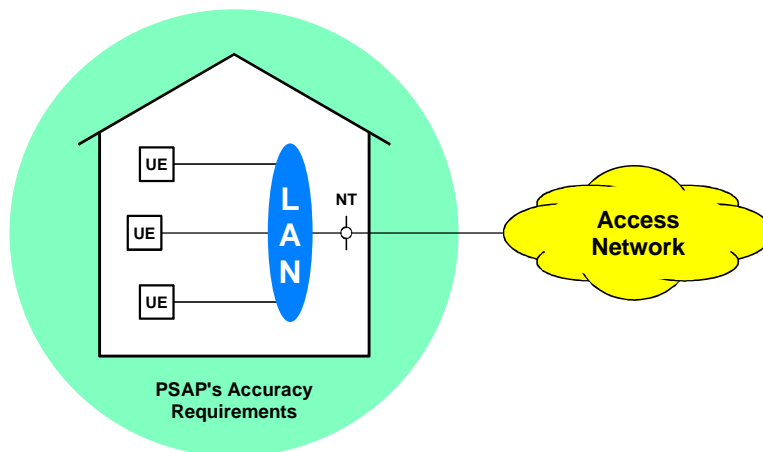 UE
UE
UE
L
A
N
NT
Access
Network
PSAP's Accuracy
Requirements